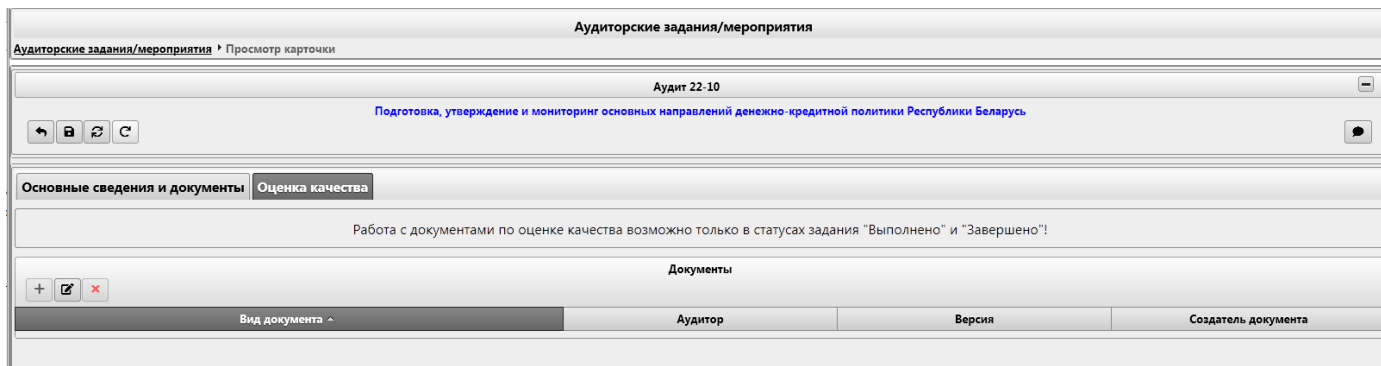 Аудиторские задания/мероприятия
Аудиторские задания/мероприятия Просмотр карточки
Аудит 22-10
Подготовка, утверждение и мониторинг основных направлений денежно-кредитной политики Республики Беларусь
Основные сведения и документы Оценка качества
Работа с документами по оценке качества возможно только в статусах задания "Выполнено" и "Завершено"!
Документы
Вид документа Аудитор Версия Создатель документа